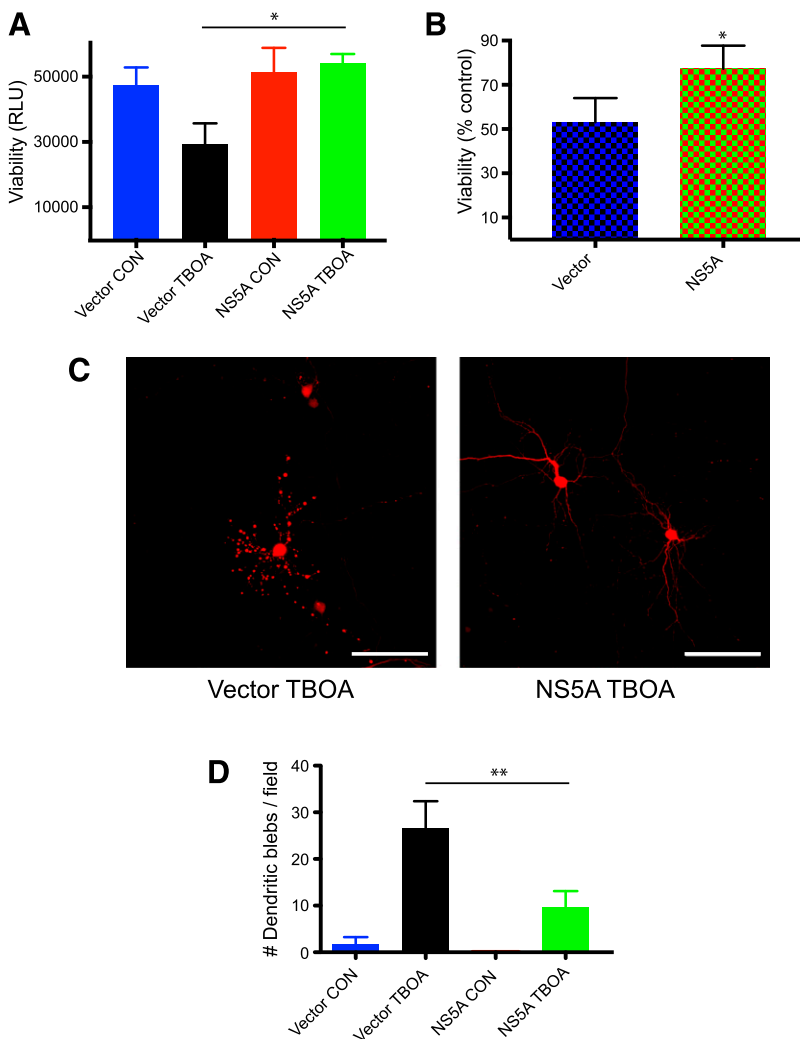 A
*
Viability (RLU)
50000
30000
10000
Vector CON
Vector TBOA
NS5A CON
NS5A TBOA
B
*
Viability (% control)
90
70
50
30
10
Vector
NS5A
C
Vector TBOA
NS5A TBOA
D
**
# Dendritic blebs / field
40
30
20
10
0
Vector CON
Vector TBOA
NS5A CON
NS5A TBOA